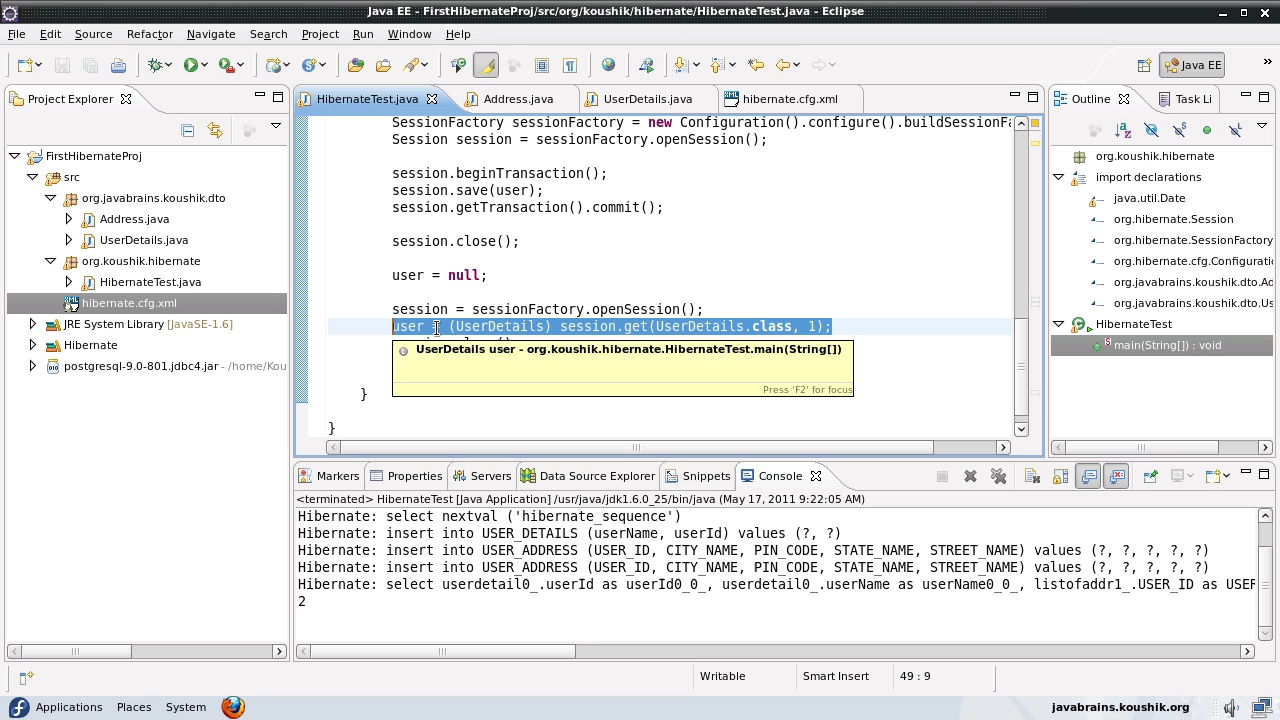 Java EE - FirstHibernateProj/src/org/koushik/hibernate/HibernateTest.java - Eclipse
File Edit Source Refactor Navigate Search Project Run Window Help
Java EE
Project Explorer
HibernateTest.java Address.java UserDetails.java hibernate.cfg.xml
Outline Task Li
FirstHibernateProj
src
org.javabrains.koushik.dto
Address.java
UserDetails.java
org.koushik.hibernate
HibernateTest.java
hibernate.cfg.xml
JRE System Library [JavaSE-1.6]
Hibernate
postgresql-9.0-801.jdbc4.jar - /home/Kou
SessionFactory sessionFactory = new Configuration().configure().buildSessionFa
Session session = sessionFactory.openSession();
session.beginTransaction();
session.save(user);
session.getTransaction().commit();
session.close();
user = null;
session = sessionFactory.openSession();
user = (UserDetails) session.get(UserDetails.class, 1);
UserDetails user - org.koushik.hibernate.HibernateTest.main(String[])
Press 'F2' for focus
}
}
org.koushik.hibernate
import declarations
java.util.Date
org.hibernate.Session
org.hibernate.SessionFactory
org.hibernate.cfg.Configuratio
org.koushik.hibernate.dto.Ad
org.koushik.hibernate.dto.Us
HibernateTest
main(String[]) : void
Markers Properties Servers Data Source Explorer Snippets Console
<terminated> HibernateTest [Java Application] /usr/java/jdk1.6.0_25/bin/java (May 17, 2011 9:22:05 AM)
Hibernate: select nextval ('hibernate_sequence')
Hibernate: insert into USER_DETAILS (userName, userId) values (?, ?)
Hibernate: insert into USER_ADDRESS (USER_ID, CITY_NAME, PIN_CODE, STATE_NAME, STREET_NAME) values (?, ?, ?, ?, ?)
Hibernate: insert into USER_ADDRESS (USER_ID, CITY_NAME, PIN_CODE, STATE_NAME, STREET_NAME) values (?, ?, ?, ?, ?)
Hibernate: select userdetail0_.userId as userId0_0_, userdetail0_.userName as userName0_0_, listofaddr1_.USER_ID as USER
2
Writable Smart Insert 49 : 9
Applications Places System javabrains.koushik.org